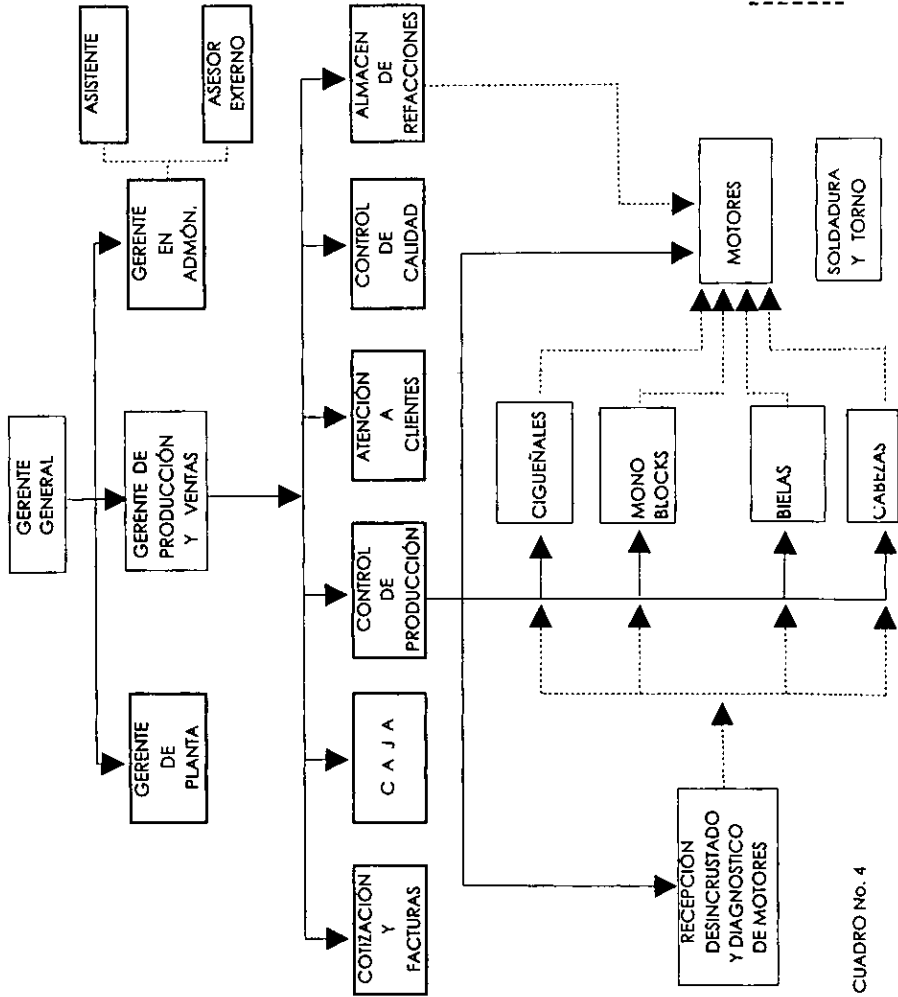 GERENTE
GENERAL
GERENTE
DE
PLANTA
GERENTE DE
PRODUCCIÓN
Y VENTAS
GERENTE
EN
ADMÓN.
ASISTENTE
ASESOR
EXTERNO
COTIZACIÓN
Y
FACTURAS
C A J A
CONTROL
DE
PRODUCCIÓN
ATENCIÓN
A
CLIENTES
CONTROL
DE
CALIDAD
ALMACEN
DE
REFACCIONES
RECEPCIÓN
DESINCRUSTADO
Y DIAGNOSTICO
DE MOTORES
CIGUEÑALES
MONO
BLOCKS
BIELAS
CABEZAS
MOTORES
SOLDADURA
Y TORNO
CUADRO No. 4